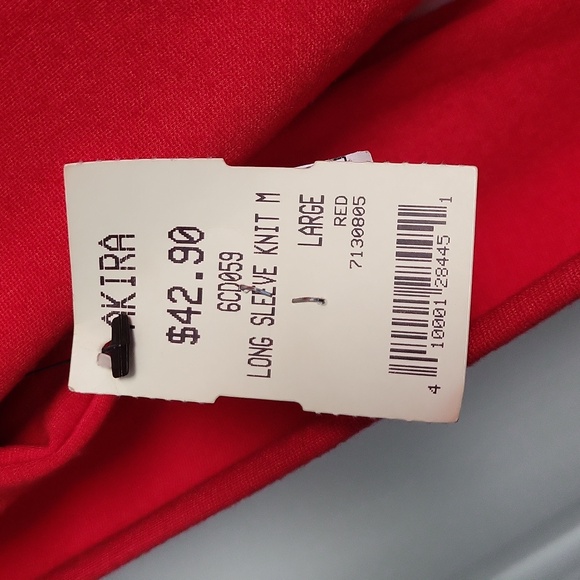 AKIRA
$42.90
6CD059
LONG SLEEVE KNIT M
LARGE
RED
7130805
4 10001 28445 1